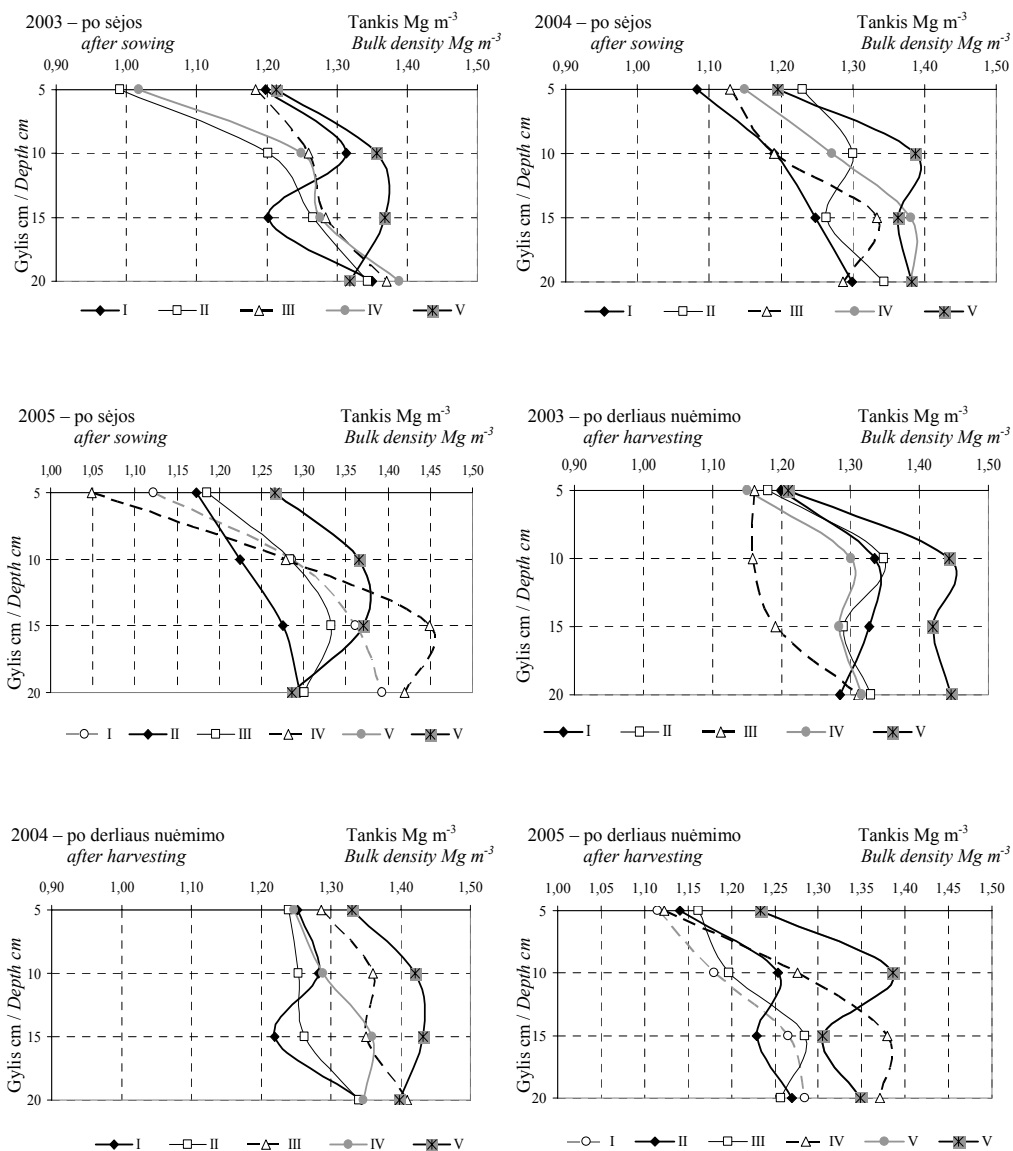 2003 – po sėjos Tankis Mg m⁻³
after sowing Bulk density Mg m⁻³
0,90 1,00 1,10 1,20 1,30 1,40 1,50
5
10
15
20
Gylis cm / Depth cm
I II III IV V
2004 – po sėjos Tankis Mg m⁻³
after sowing Bulk density Mg m⁻³
0,90 1,00 1,10 1,20 1,30 1,40 1,50
5
10
15
20
Gylis cm / Depth cm
I II III IV V
2005 – po sėjos Tankis Mg m⁻³
after sowing Bulk density Mg m⁻³
1,00 1,05 1,10 1,15 1,20 1,25 1,30 1,35 1,40 1,45 1,50
5
10
15
20
Gylis cm / Depth cm
I II III IV V V
2003 – po derliaus nuėmimo Tankis Mg m⁻³
after harvesting Bulk density Mg m⁻³
0,90 1,00 1,10 1,20 1,30 1,40 1,50
5
10
15
20
Gylis cm / Depth cm
I II III IV V
2004 – po derliaus nuėmimo Tankis Mg m⁻³
after harvesting Bulk density Mg m⁻³
0,90 1,00 1,10 1,20 1,30 1,40 1,50
5
10
15
20
Gylis cm / Depth cm
I II III IV V
2005 – po derliaus nuėmimo Tankis Mg m⁻³
after harvesting Bulk density Mg m⁻³
1,00 1,05 1,10 1,15 1,20 1,25 1,30 1,35 1,40 1,45 1,50
5
10
15
20
Gylis cm / Depth cm
I II III IV V V